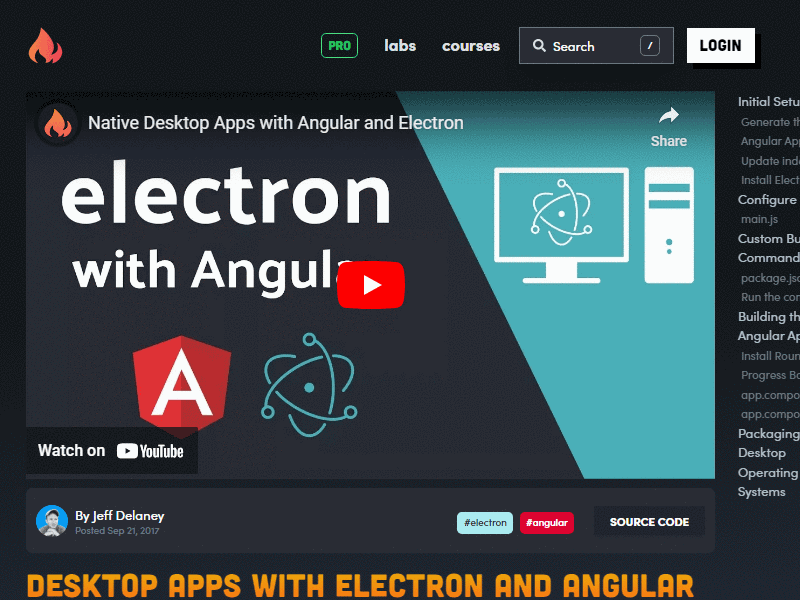 PRO
labs
courses
Search
/
LOGIN
Native Desktop Apps with Angular and Electron
Share
electron
with Angular
A
Watch on YouTube
By Jeff Delaney
Posted Sep 21, 2017
#electron
#angular
SOURCE CODE
DESKTOP APPS WITH ELECTRON AND ANGULAR
Initial Setu
Generate th
Angular App
Update inde
Install Elect
Configure
main.js
Custom Bu
Command
package.jso
Run the con
Building th
Angular Ap
Install Roun
Progress Ba
app.compo
app.compo
Packaging
Desktop
Operating
Systems